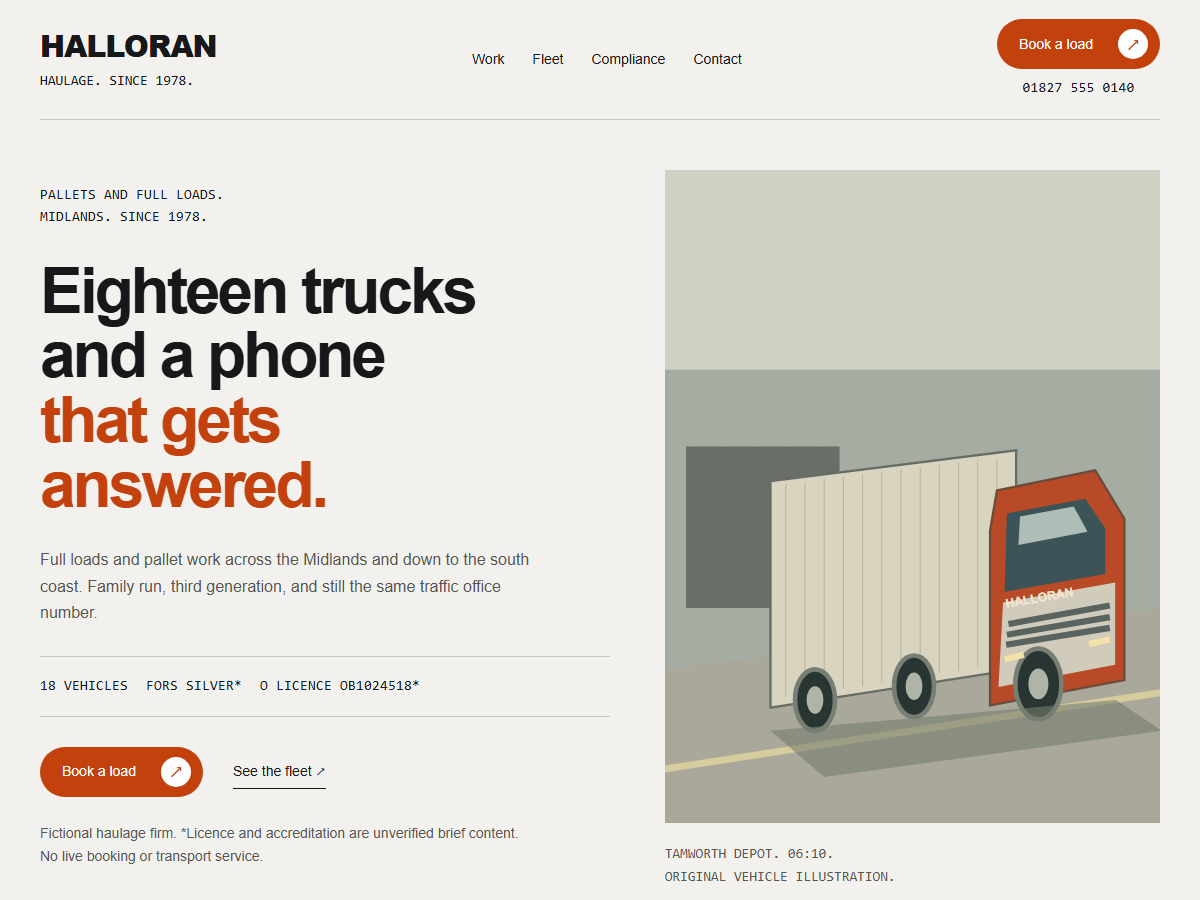 HALLORAN
HAULAGE. SINCE 1978.
Work Fleet Compliance Contact
Book a load ↗
01827 555 0140
PALLETS AND FULL LOADS.
MIDLANDS. SINCE 1978.
Eighteen trucks
and a phone
that gets
answered.
Full loads and pallet work across the Midlands and down to the south
coast. Family run, third generation, and still the same traffic office
number.
18 VEHICLES FORS SILVER* O LICENCE OB1024518*
Book a load ↗
See the fleet ↗
Fictional haulage firm. *Licence and accreditation are unverified brief content.
No live booking or transport service.
HALLORAN
TAMWORTH DEPOT. 06:10.
ORIGINAL VEHICLE ILLUSTRATION.